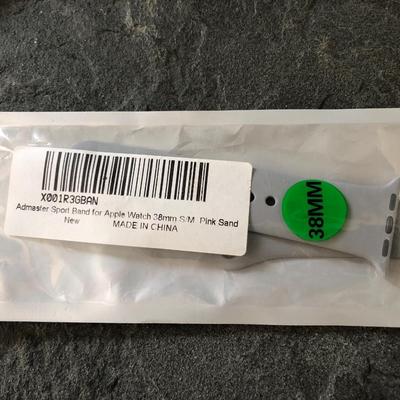 X001R3GBAN
Admaster Sport Band for Apple Watch 38mm S/M Pink Sand
New MADE IN CHINA
38MM